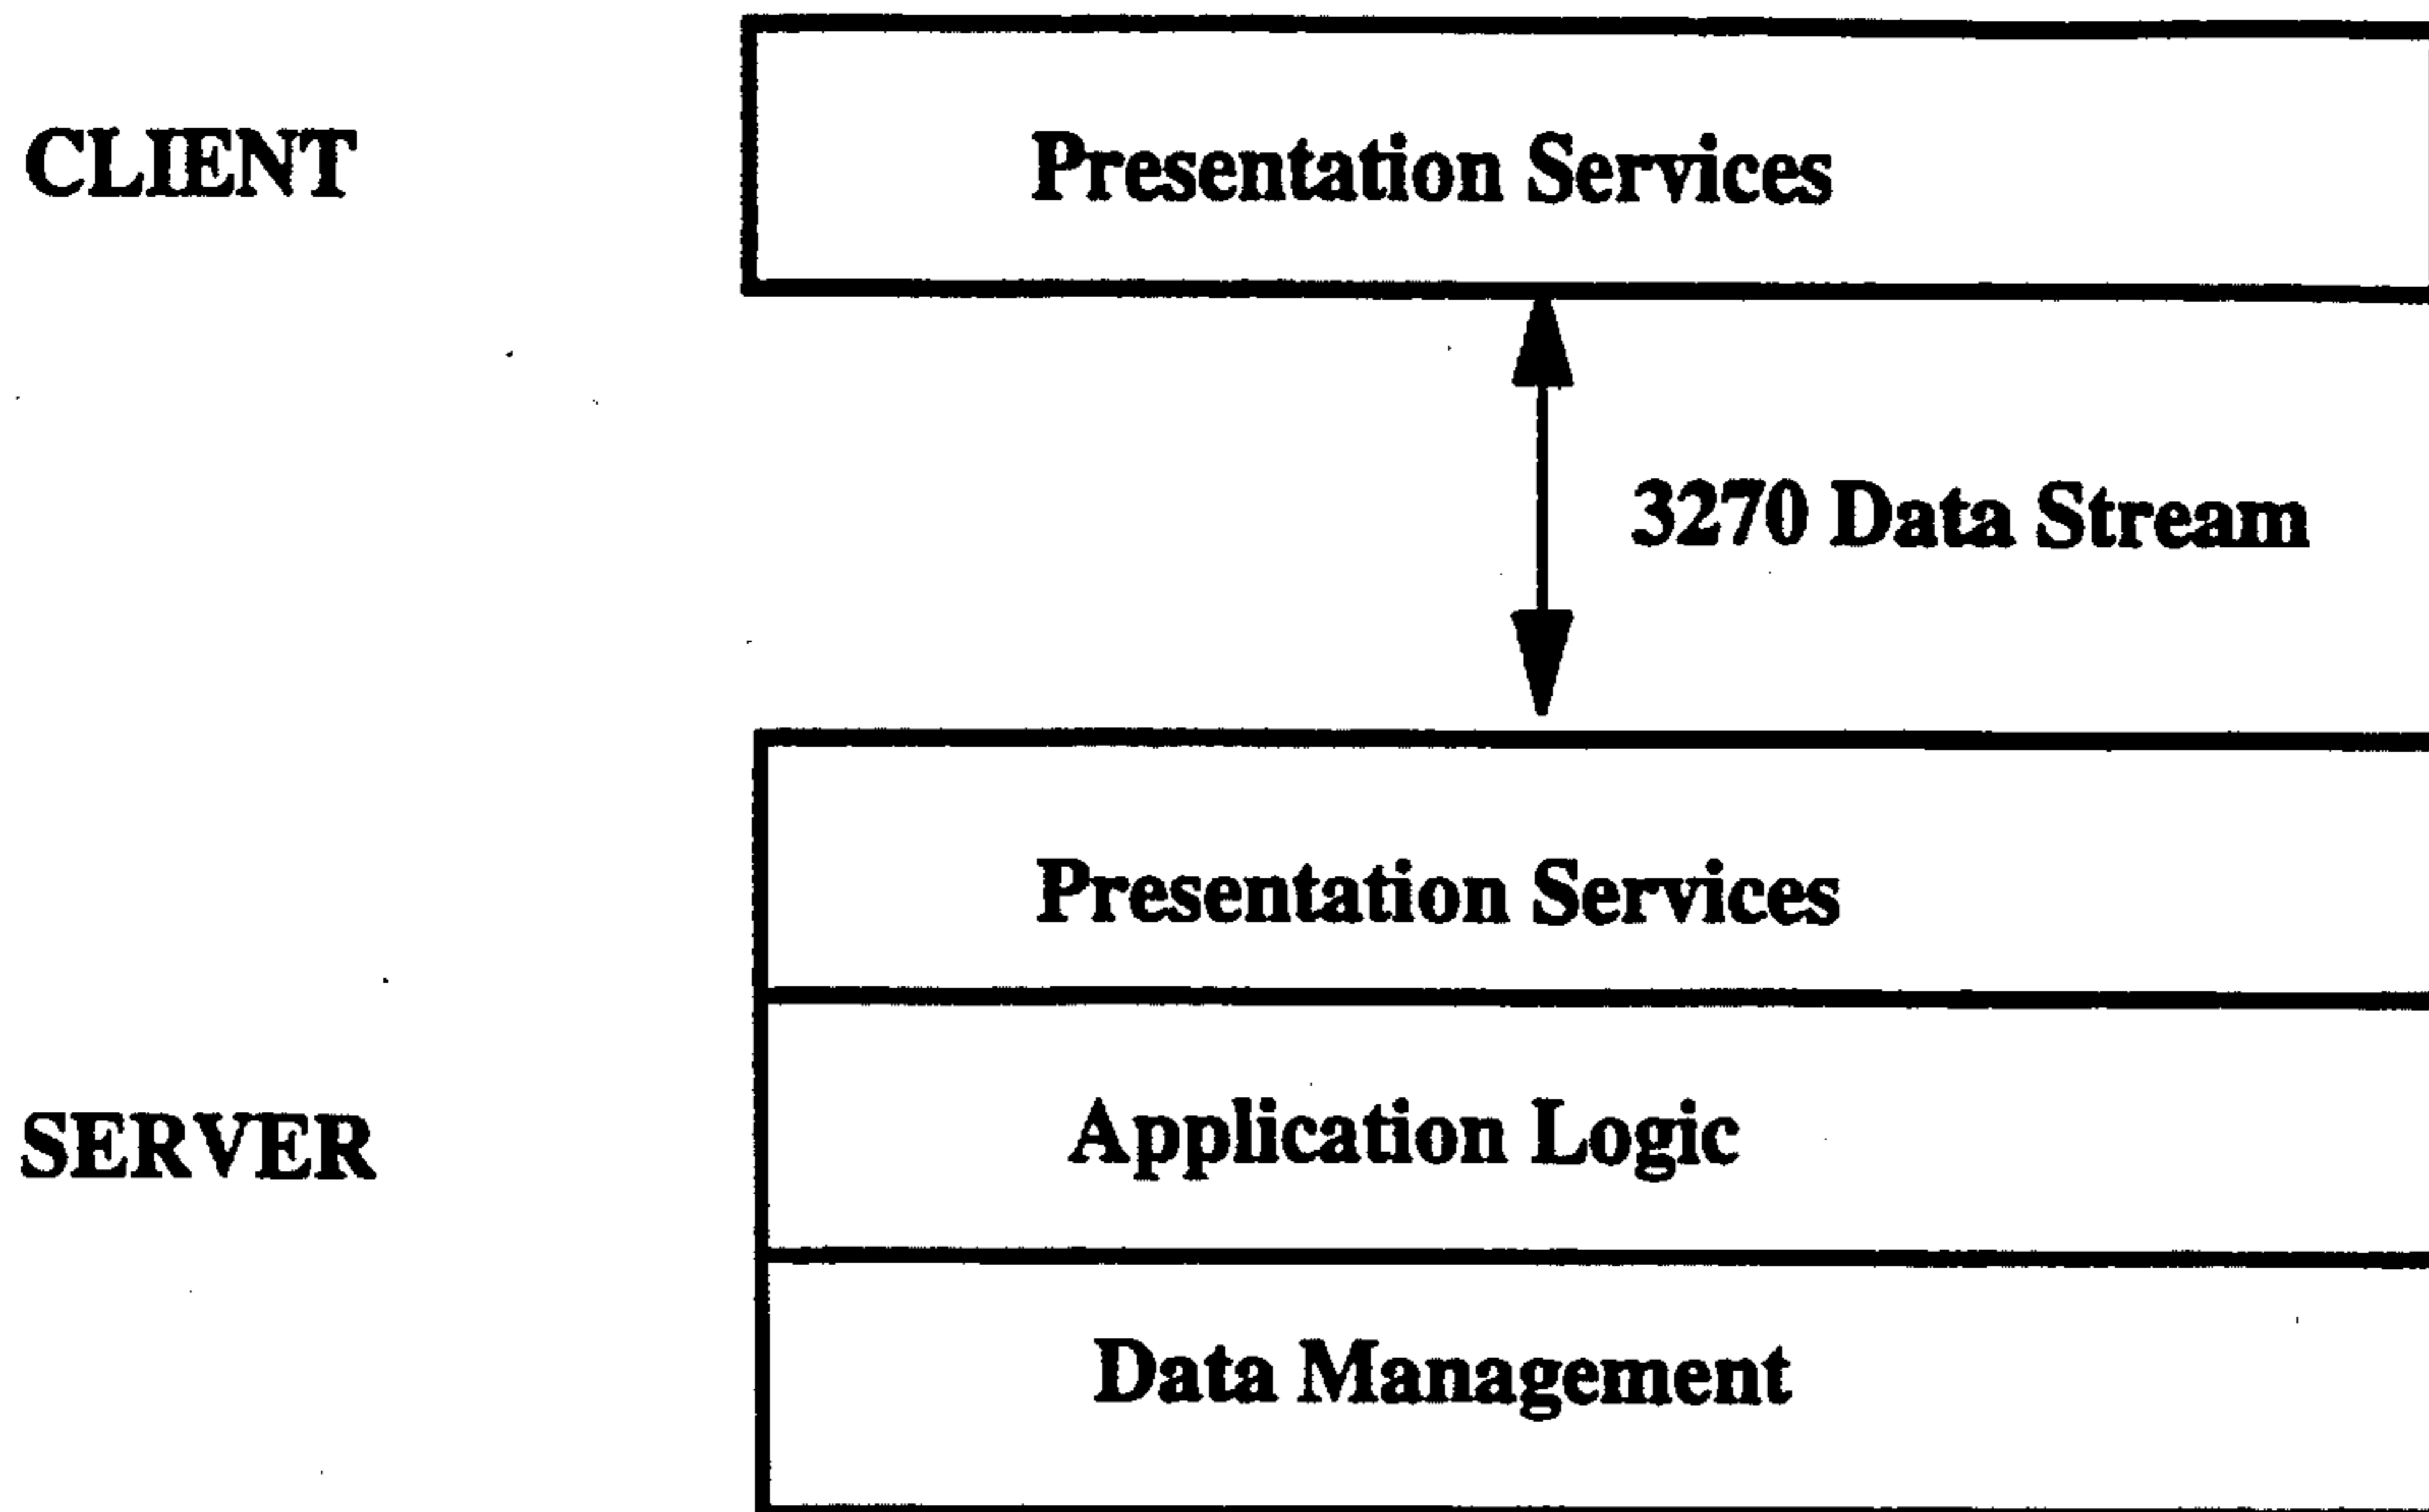 CLIENT
Presentation Services
3270 Data Stream
Presentation Services
SERVER
Application Logic
Data Management